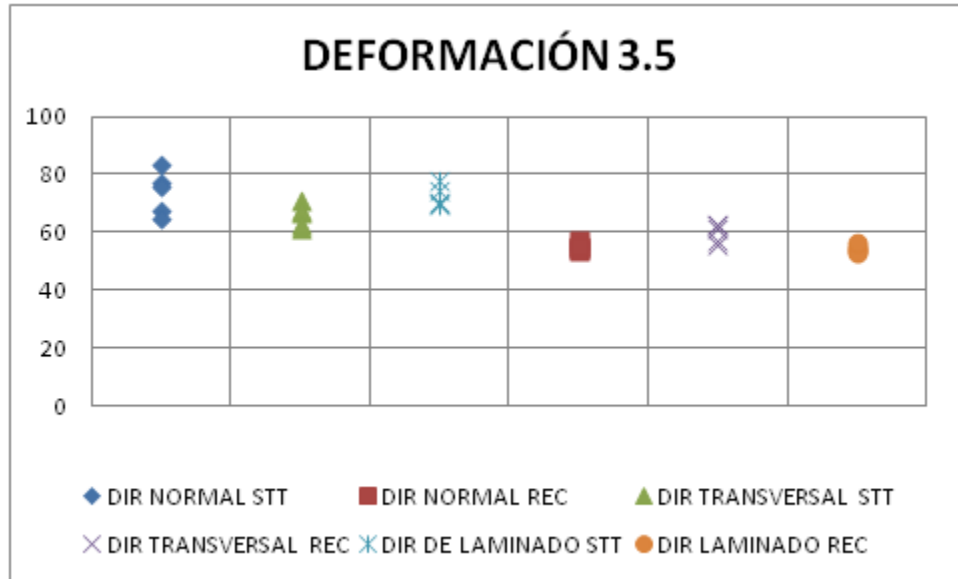 DEFORMACIÓN 3.5
100
80
60
40
20
0
DIR NORMAL STT DIR NORMAL REC DIR TRANSVERSAL STT
DIR TRANSVERSAL REC DIR DE LAMINADO STT DIR LAMINADO REC